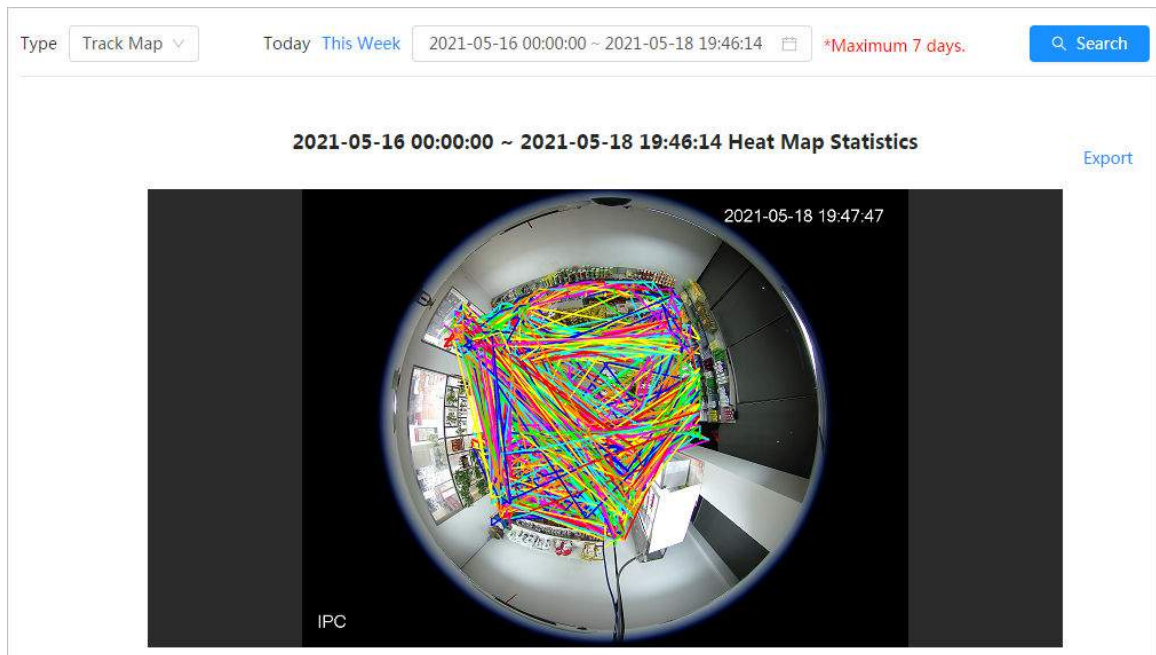 Type Track Map Today This Week 2021-05-16 00:00:00 ~ 2021-05-18 19:46:14 *Maximum 7 days. Search
2021-05-16 00:00:00 ~ 2021-05-18 19:46:14 Heat Map Statistics
Export
2021-05-18 19:47:47
IPC